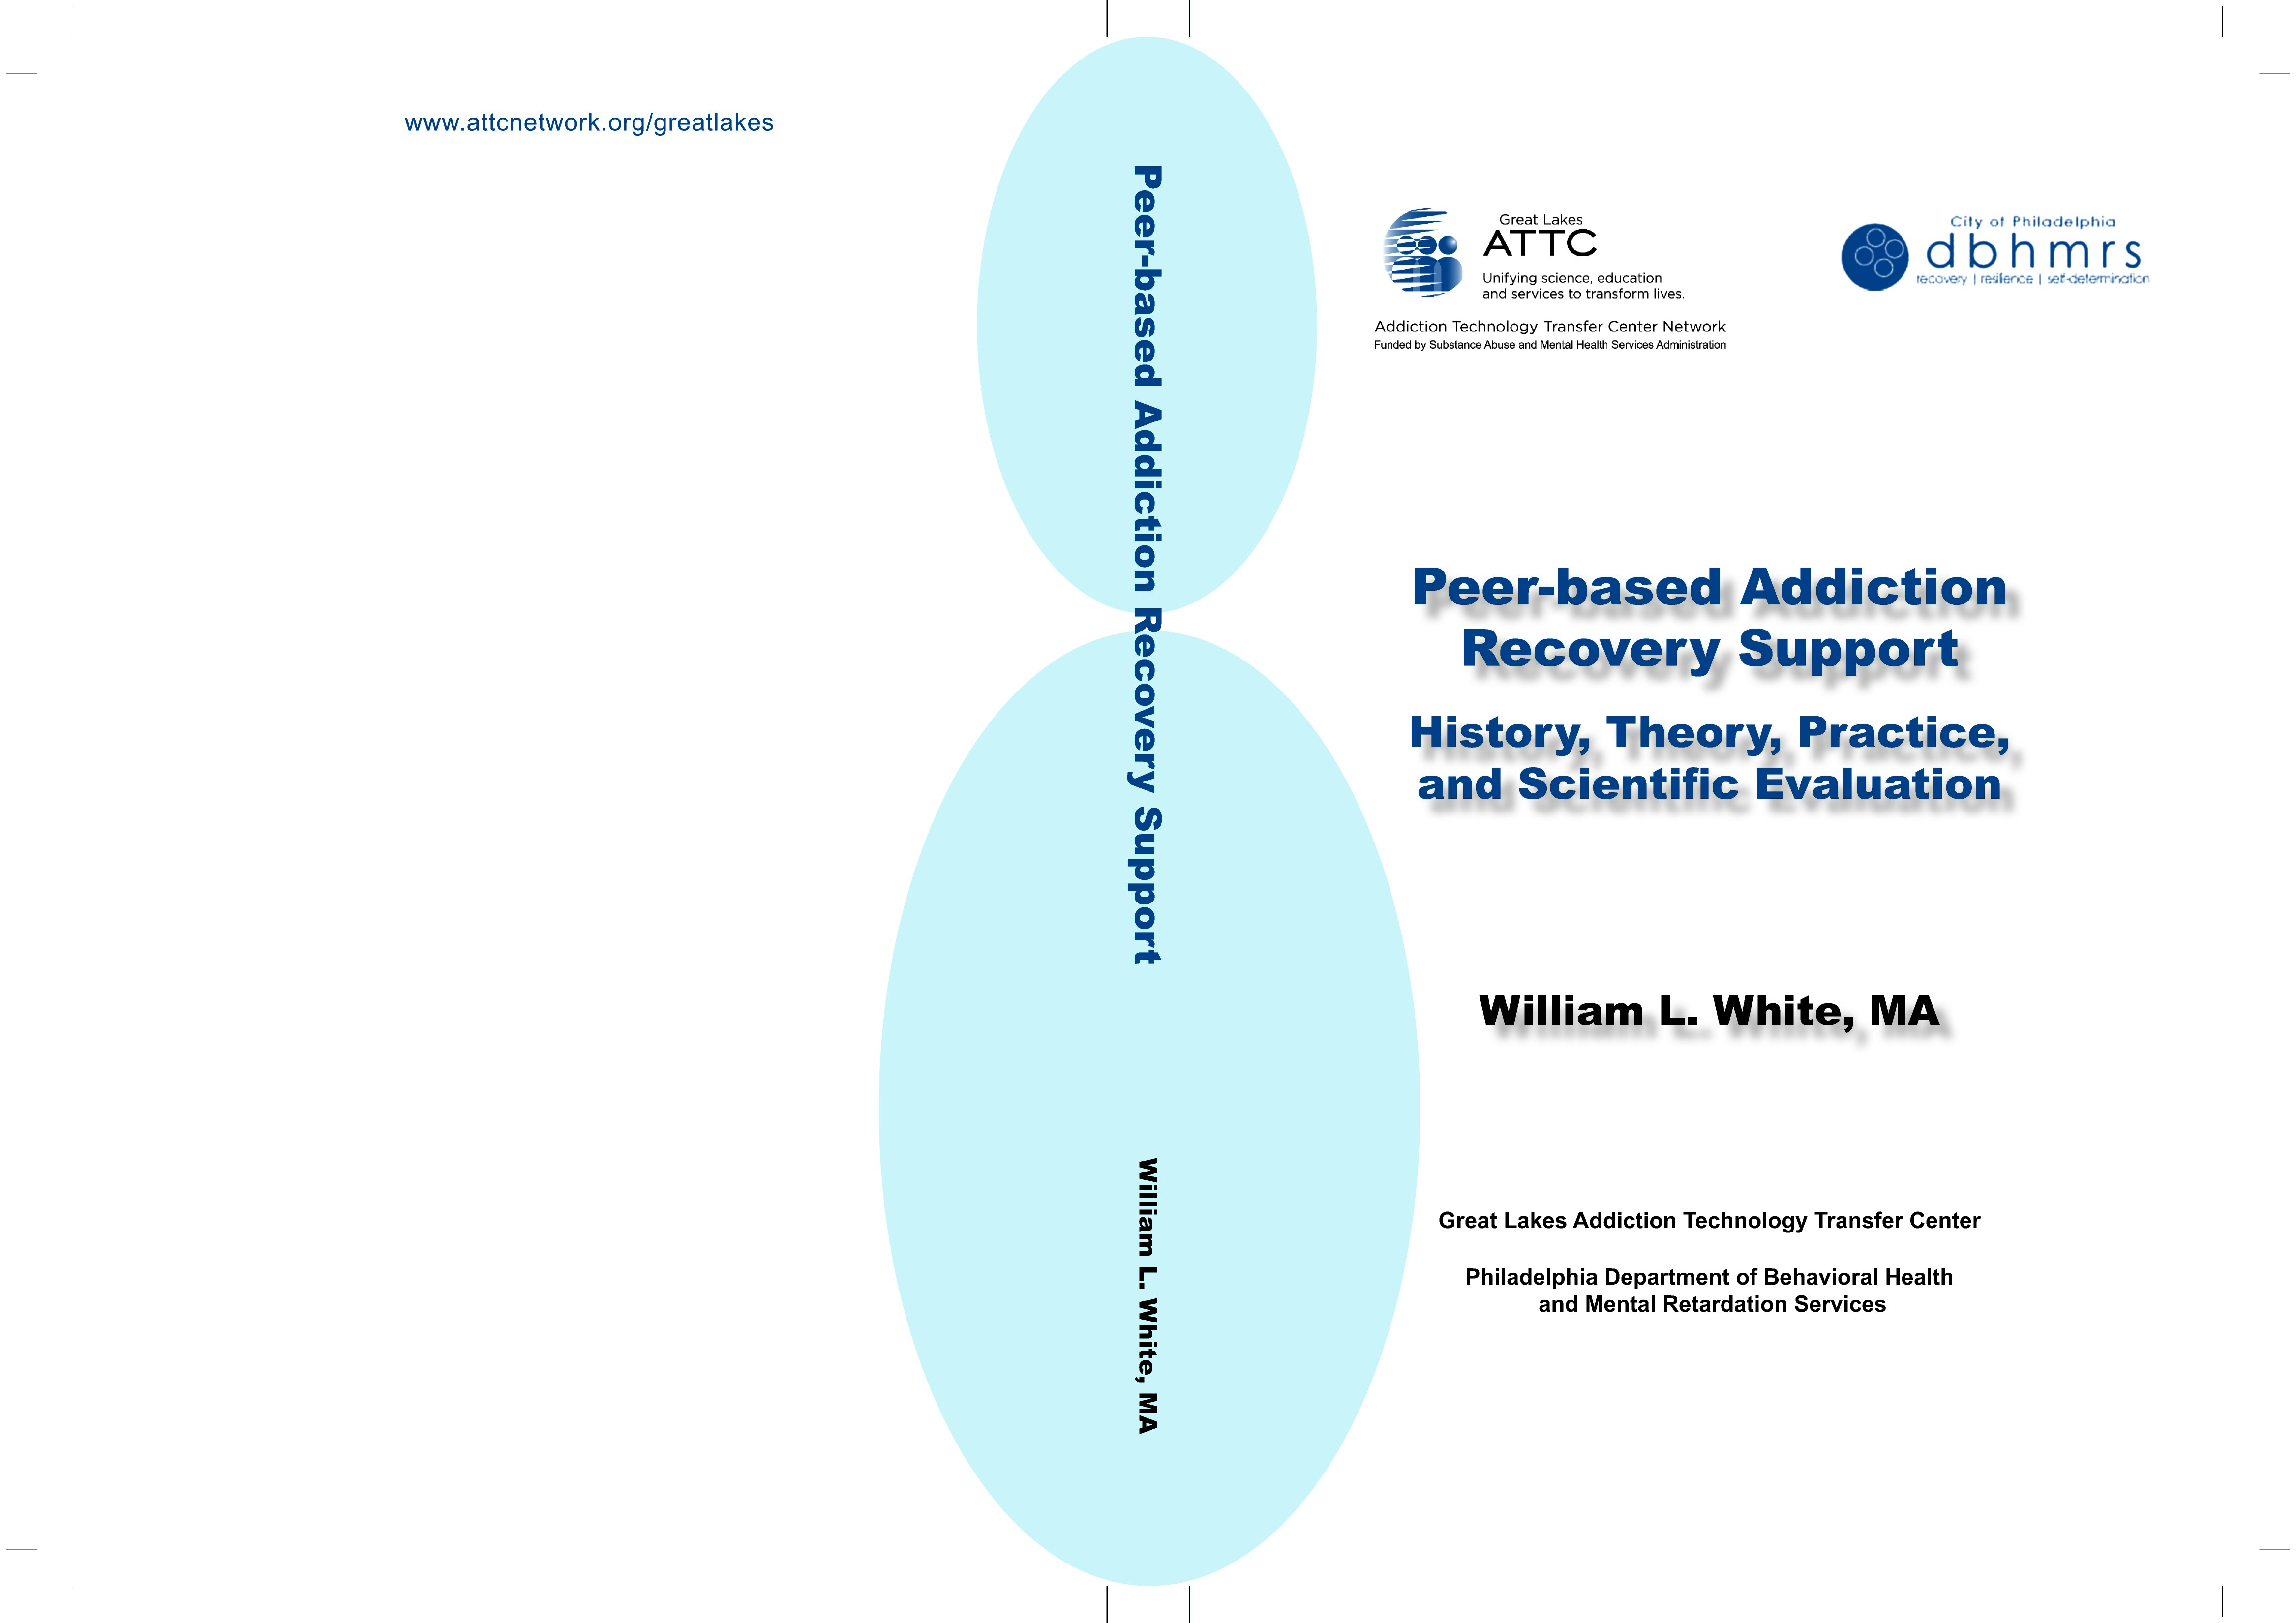 www.attcnetwork.org/greatlakes
Peer-based Addiction Recovery Support
William L. White, MA
Great Lakes
ATTC
Unifying science, education
and services to transform lives.
Addiction Technology Transfer Center Network
Funded by Substance Abuse and Mental Health Services Administration
City of Philadelphia
dbhmrs
recovery | resilience | self-determination
Peer-based Addiction
Recovery Support
History, Theory, Practice,
and Scientific Evaluation
William L. White, MA
Great Lakes Addiction Technology Transfer Center
Philadelphia Department of Behavioral Health
and Mental Retardation Services